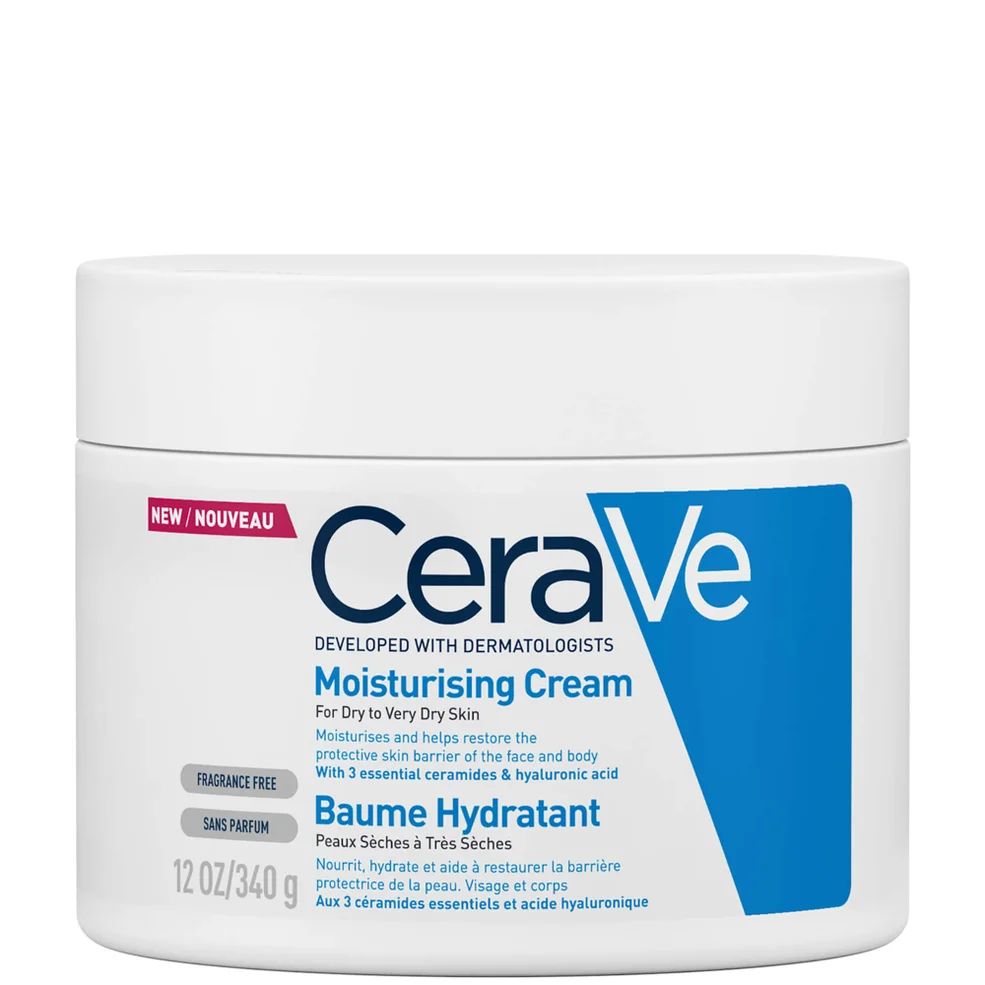 NEW / NOUVEAU
CeraVe
DEVELOPED WITH DERMATOLOGISTS
Moisturising Cream
For Dry to Very Dry Skin
Moisturises and helps restore the
protective skin barrier of the face and body
With 3 essential ceramides & hyaluronic acid
FRAGRANCE FREE
SANS PARFUM
12 OZ/340 g
Baume Hydratant
Peaux Sèches à Très Sèches
Nourrit, hydrate et aide à restaurer la barrière
protectrice de la peau. Visage et corps
Aux 3 céramides essentiels et acide hyaluronique